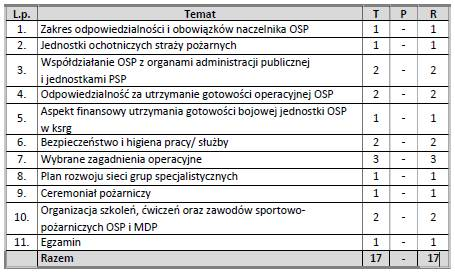 L.p. Temat T P R
1. Zakres odpowiedzialności i obowiązków naczelnika OSP 1 - 1
2. Jednostki ochotniczych straży pożarnych 1 - 1
3. Współdziałanie OSP z organami administracji publicznej
i jednostkami PSP 2 - 2
4. Odpowiedzialność za utrzymanie gotowości operacyjnej OSP 2 - 2
5. Aspekt finansowy utrzymania gotowości bojowej jednostki OSP
w ksrg 1 - 1
6. Bezpieczeństwo i higiena pracy/ służby 2 - 2
7. Wybrane zagadnienia operacyjne 3 - 3
8. Plan rozwoju sieci grup specjalistycznych 1 - 1
9. Ceremoniał pożarniczy 1 - 1
10. Organizacja szkoleń, ćwiczeń oraz zawodów sportowo-
pożarniczych OSP i MDP 2 - 2
11. Egzamin 1 - 1
Razem 17 - 17